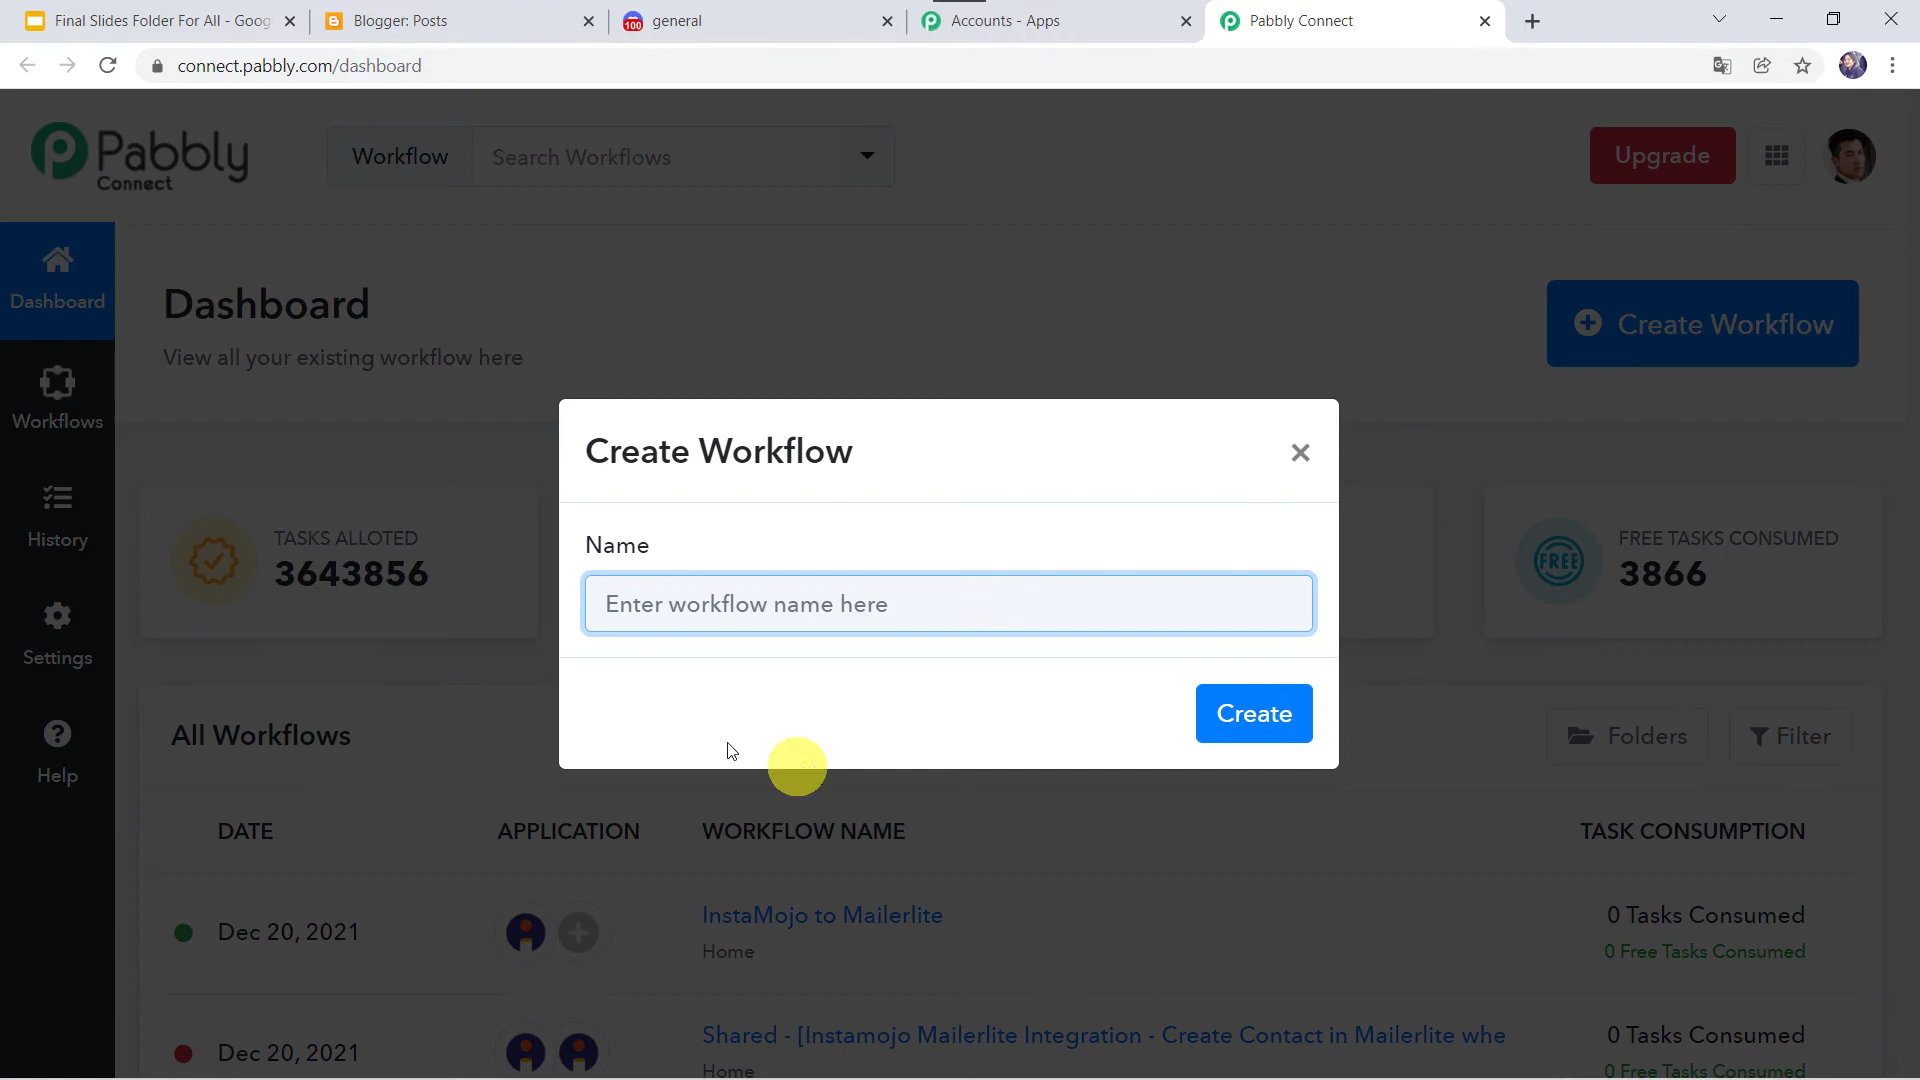 Final Slides Folder For All - Goog
Blogger: Posts
100
general
Accounts - Apps
Pabbly Connect
connect.pabbly.com/dashboard
Pabbly
Connect
Workflow
Search Workflows
Upgrade
Dashboard
Dashboard
View all your existing workflow here
Create Workflow
Workflows
Create Workflow
×
Name
Enter workflow name here
Create
TASKS ALLOTED
3643856
FREE
FREE TASKS CONSUMED
3866
History
Settings
Help
All Workflows
Folders
Filter
DATE
APPLICATION
WORKFLOW NAME
TASK CONSUMPTION
Dec 20, 2021
InstaMojo to Mailerlite
Home
0 Tasks Consumed
0 Free Tasks Consumed
Dec 20, 2021
Shared - [Instamojo Mailerlite Integration - Create Contact in Mailerlite whe
Home
0 Tasks Consumed
0 Free Tasks Consumed